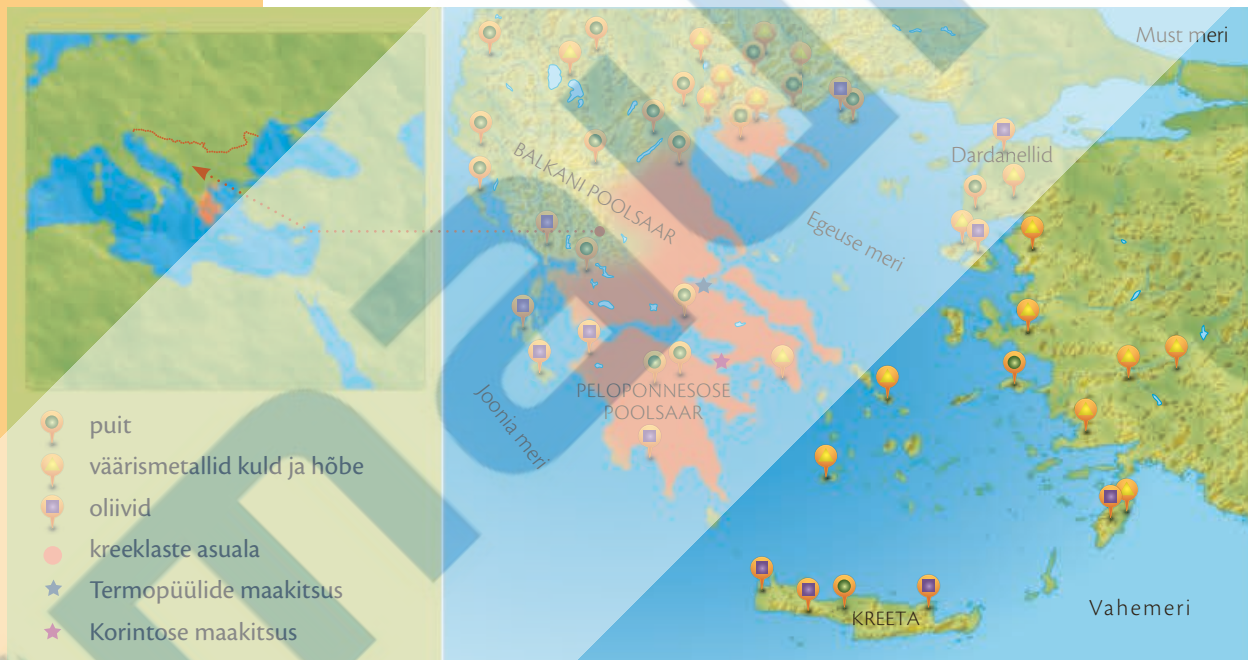 Must meri
Dardanellid
BALKANI POOLSAAR
Egeuse meri
PELOPONNESOSE
POOLSAAR
Joonia meri
puit
väärismetallid kuld ja hõbe
oliivid
kreeklaste asuala
Termopüülide maakitsus
Korintose maakitsus
KREETA
Vahemeri